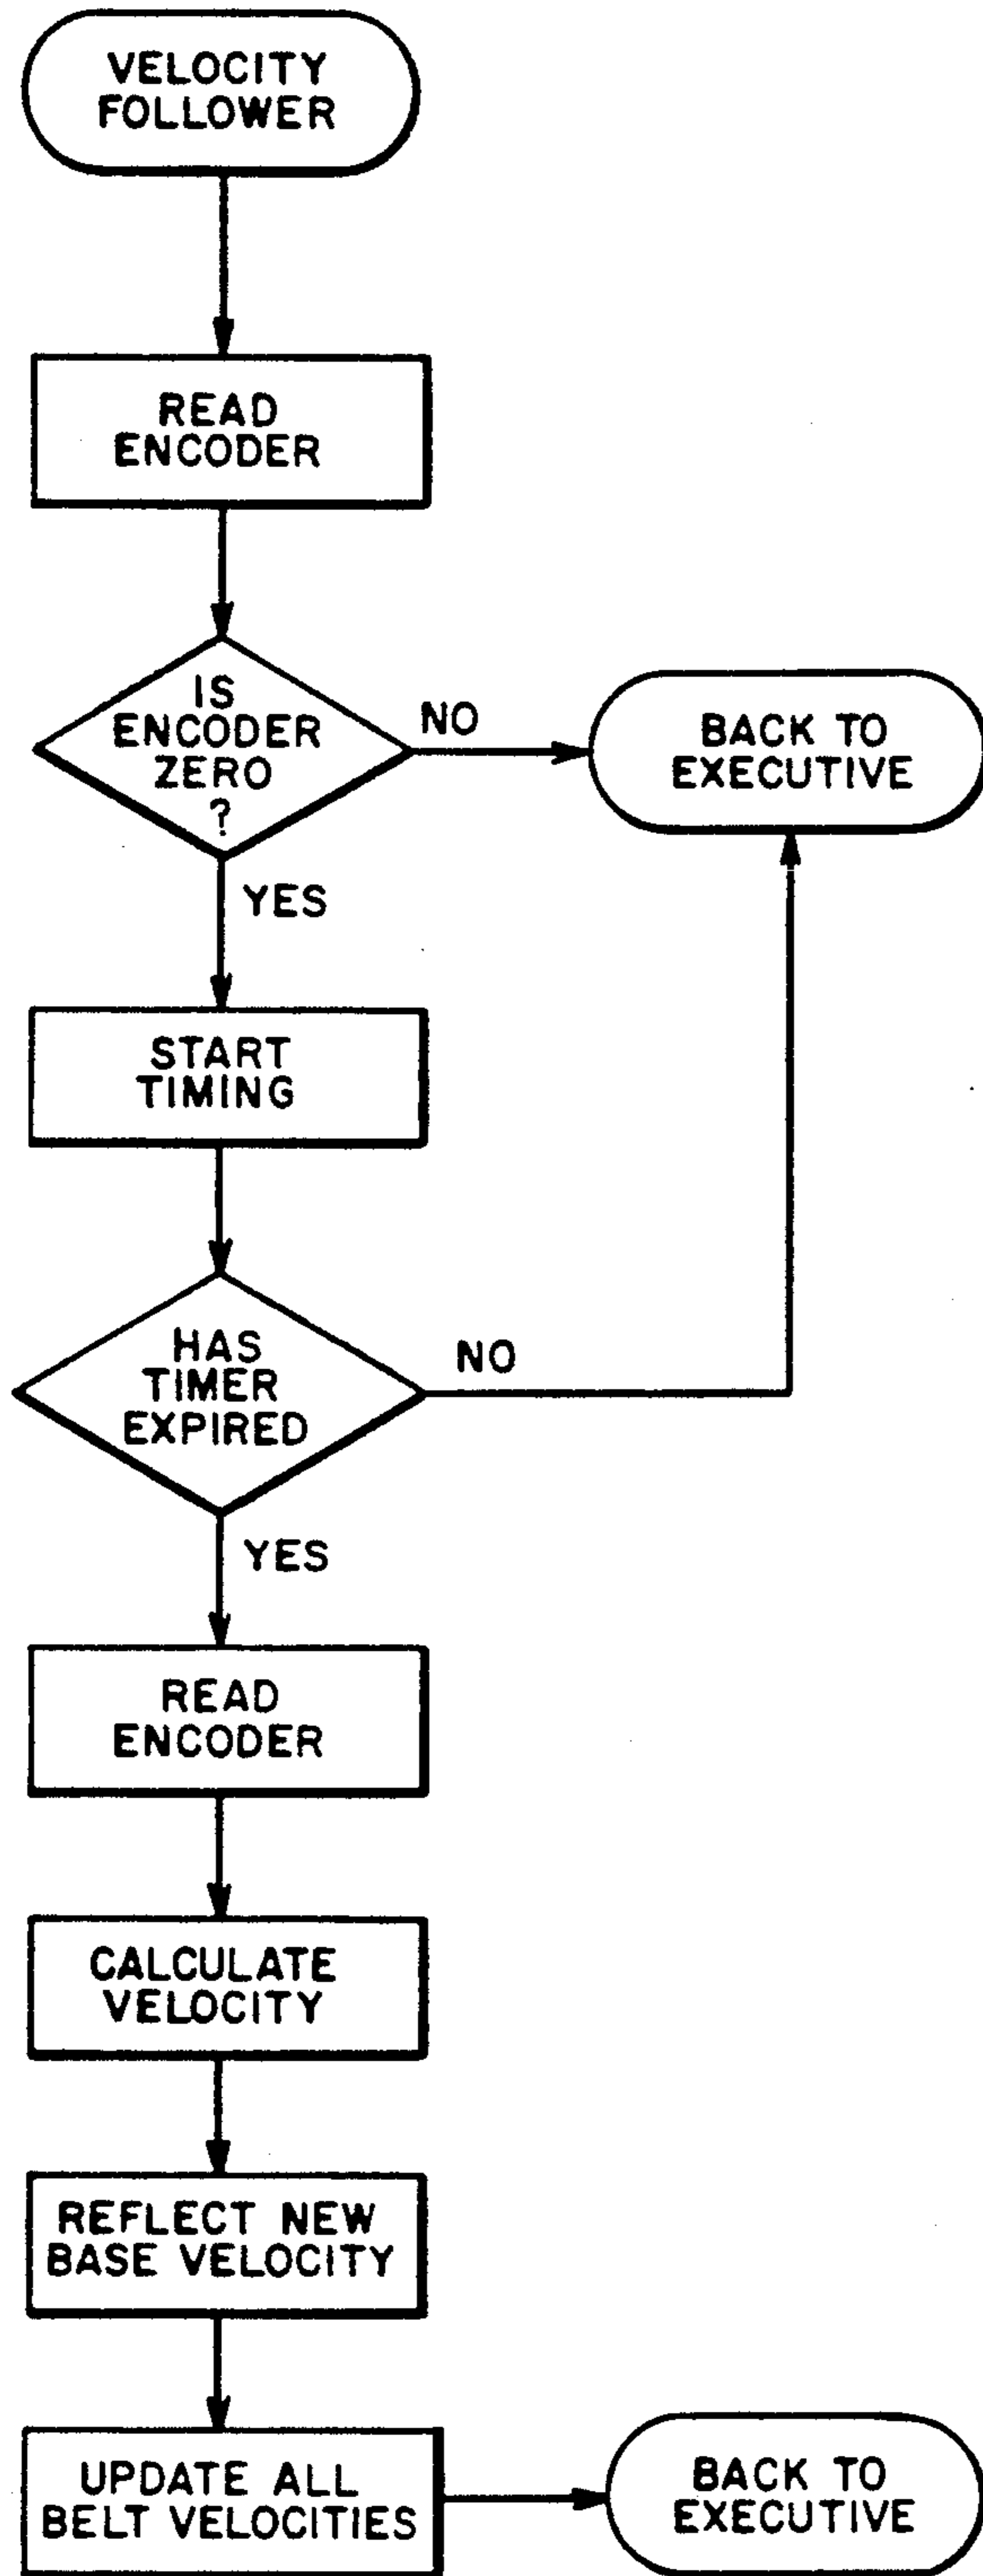 VELOCITY
FOLLOWER
READ
ENCODER
IS
ENCODER
ZERO
?
NO
BACK TO
EXECUTIVE
YES
START
TIMING
HAS
TIMER
EXPIRED
NO
YES
READ
ENCODER
CALCULATE
VELOCITY
REFLECT NEW
BASE VELOCITY
UPDATE ALL
BELT VELOCITIES
BACK TO
EXECUTIVE